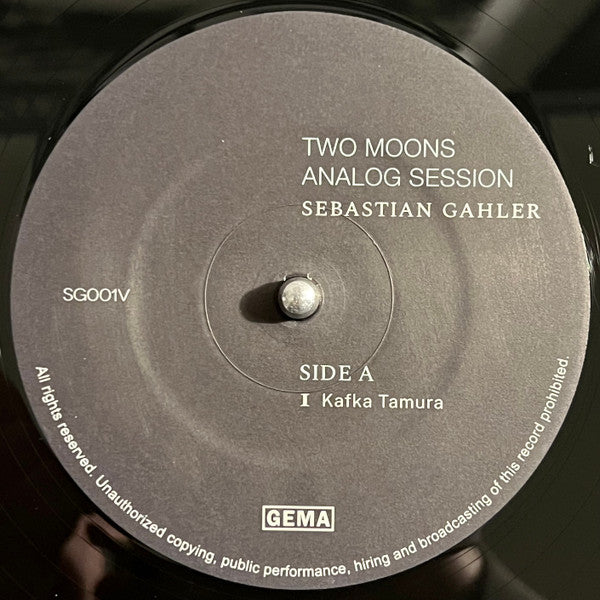 TWO MOONS
ANALOG SESSION
SEBASTIAN GAHLER
SG001V
SIDE A
I Kafka Tamura
GEMA
All rights reserved. Unauthorized copying, public performance, hiring and broadcasting of this record prohibited.